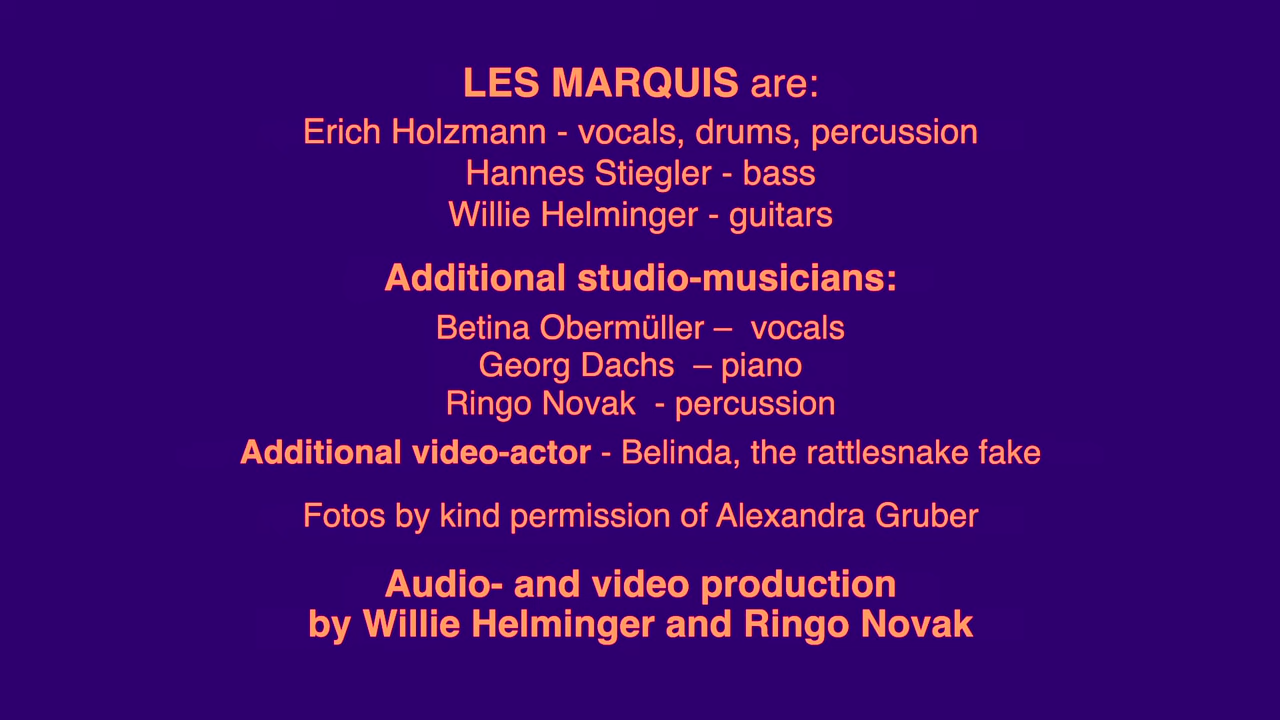 LES MARQUIS are:
Erich Holzmann - vocals, drums, percussion
Hannes Stiegler - bass
Willie Helminger - guitars
Additional studio-musicians:
Betina Obermüller –  vocals
Georg Dachs  – piano
Ringo Novak  - percussion
Additional video-actor - Belinda, the rattlesnake fake
Fotos by kind permission of Alexandra Gruber
Audio- and video production
by Willie Helminger and Ringo Novak